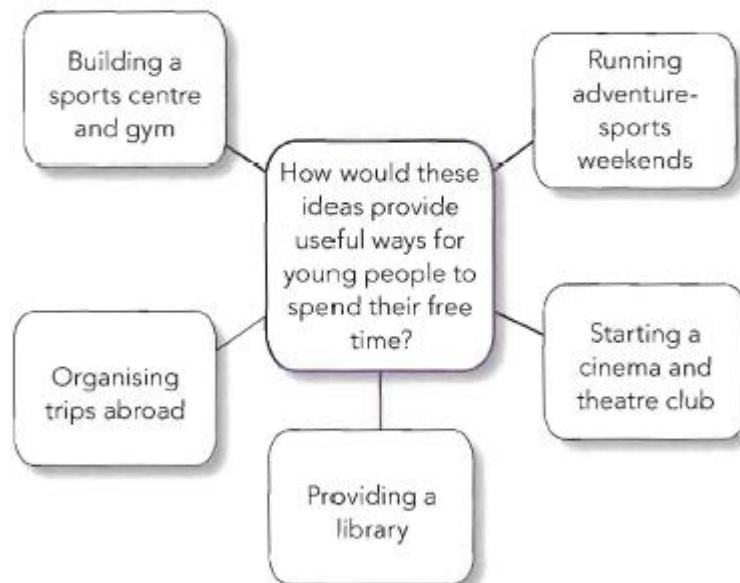 Building a
sports centre
and gym
Running
adventure-
sports
weekends
How would these
ideas provide
useful ways for
young people to
spend their free
time?
Organising
trips abroad
Starting a
cinema and
theatre club
Providing a
library